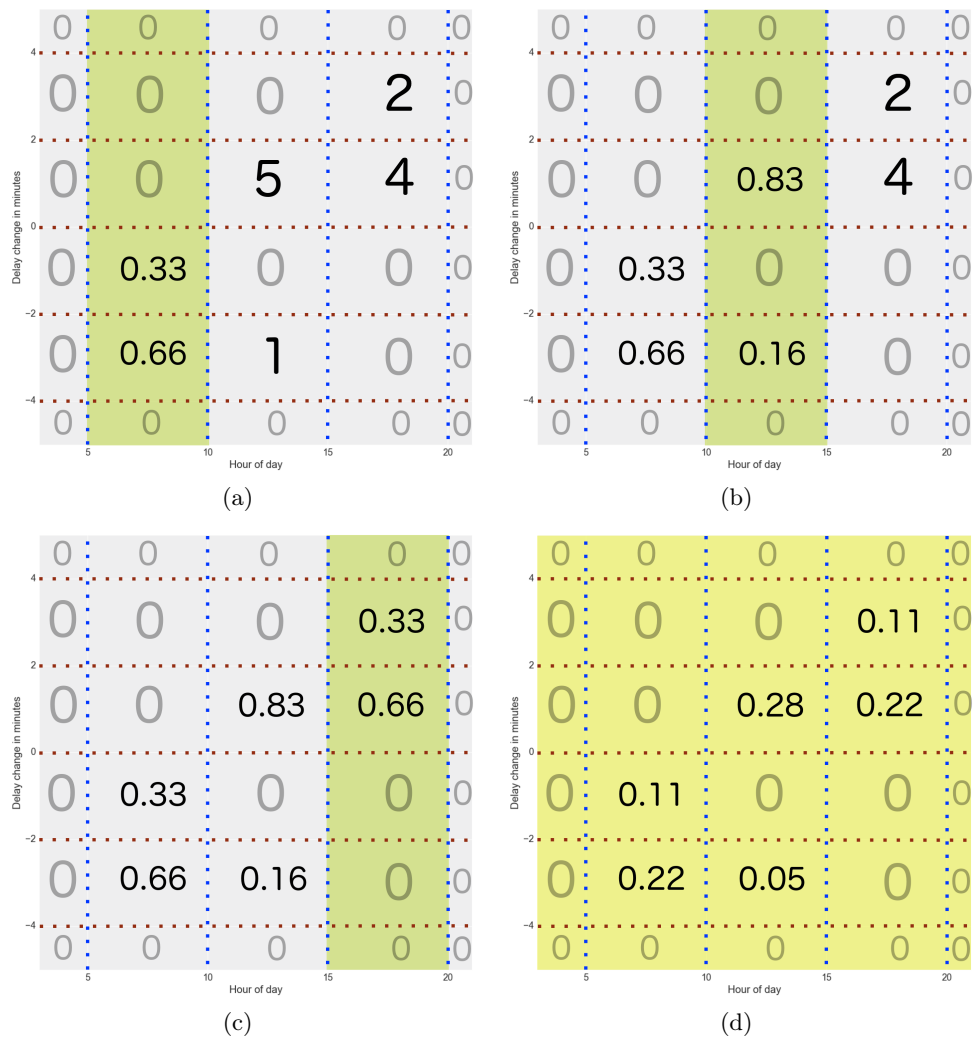 0 0 0 0 0
4
0 0 0 2 0
2
0 0 5 4 0
0
0 0.33 0 0 0
−2
0 0.66 1 0 0
−4
0 0 0 0 0
5 10 15 20
Delay change in minutes
Hour of day
(a)
0 0 0 0 0
4
0 0 0 2 0
2
0 0 0.83 4 0
0
0 0.33 0 0 0
−2
0 0.66 0.16 0 0
−4
0 0 0 0 0
5 10 15 20
Delay change in minutes
Hour of day
(b)
0 0 0 0 0
4
0 0 0 0.33 0
2
0 0 0.83 0.66 0
0
0 0.33 0 0 0
−2
0 0.66 0.16 0 0
−4
0 0 0 0 0
5 10 15 20
Delay change in minutes
Hour of day
(c)
0 0 0 0 0
4
0 0 0 0.11 0
2
0 0 0.28 0.22 0
0
0 0.11 0 0 0
−2
0 0.22 0.05 0 0
−4
0 0 0 0 0
5 10 15 20
Delay change in minutes
Hour of day
(d)